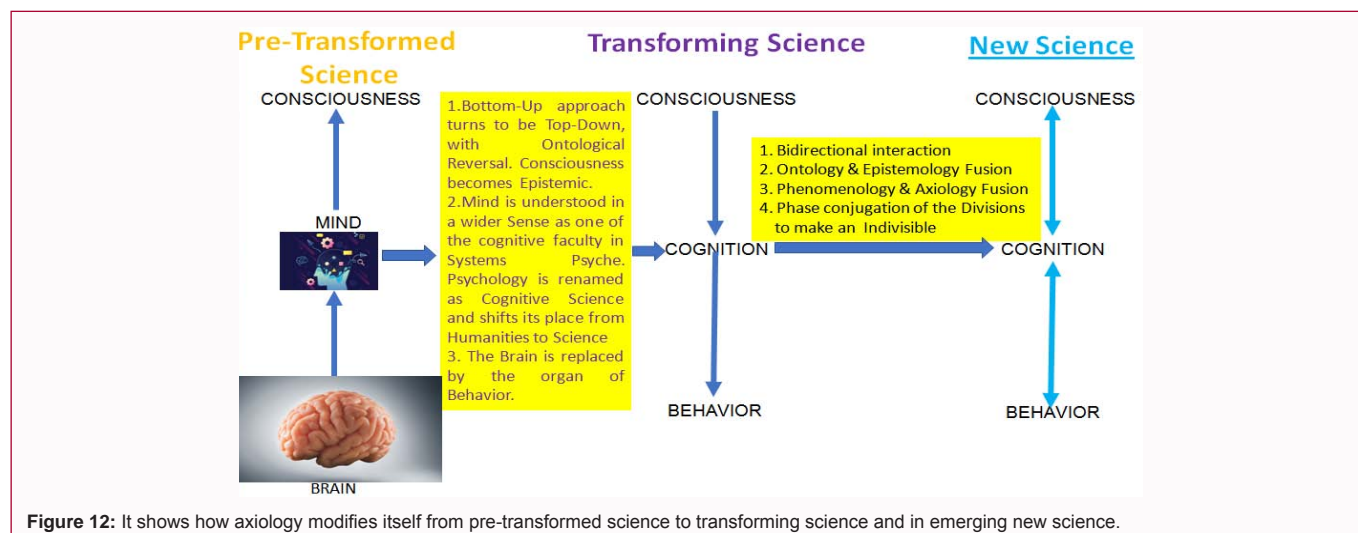 Pre-Transformed
Science
CONSCIOUSNESS
MIND
BRAIN
1.Bottom-Up approach
turns to be Top-Down,
with Ontological
Reversal. Consciousness
becomes Epistemic.
2.Mind is understood in
a wider Sense as one of
the cognitive faculty in
Systems Psyche.
Psychology is renamed
as Cognitive Science
and shifts its place from
Humanities to Science
3. The Brain is replaced
by the organ of
Behavior.
Transforming Science
CONSCIOUSNESS
COGNITION
BEHAVIOR
1. Bidirectional interaction
2. Ontology & Epistemology Fusion
3. Phenomenology & Axiology Fusion
4. Phase conjugation of the Divisions
to make an Indivisible
New Science
CONSCIOUSNESS
COGNITION
BEHAVIOR
Figure 12: It shows how axiology modifies itself from pre-transformed science to transforming science and in emerging new science.